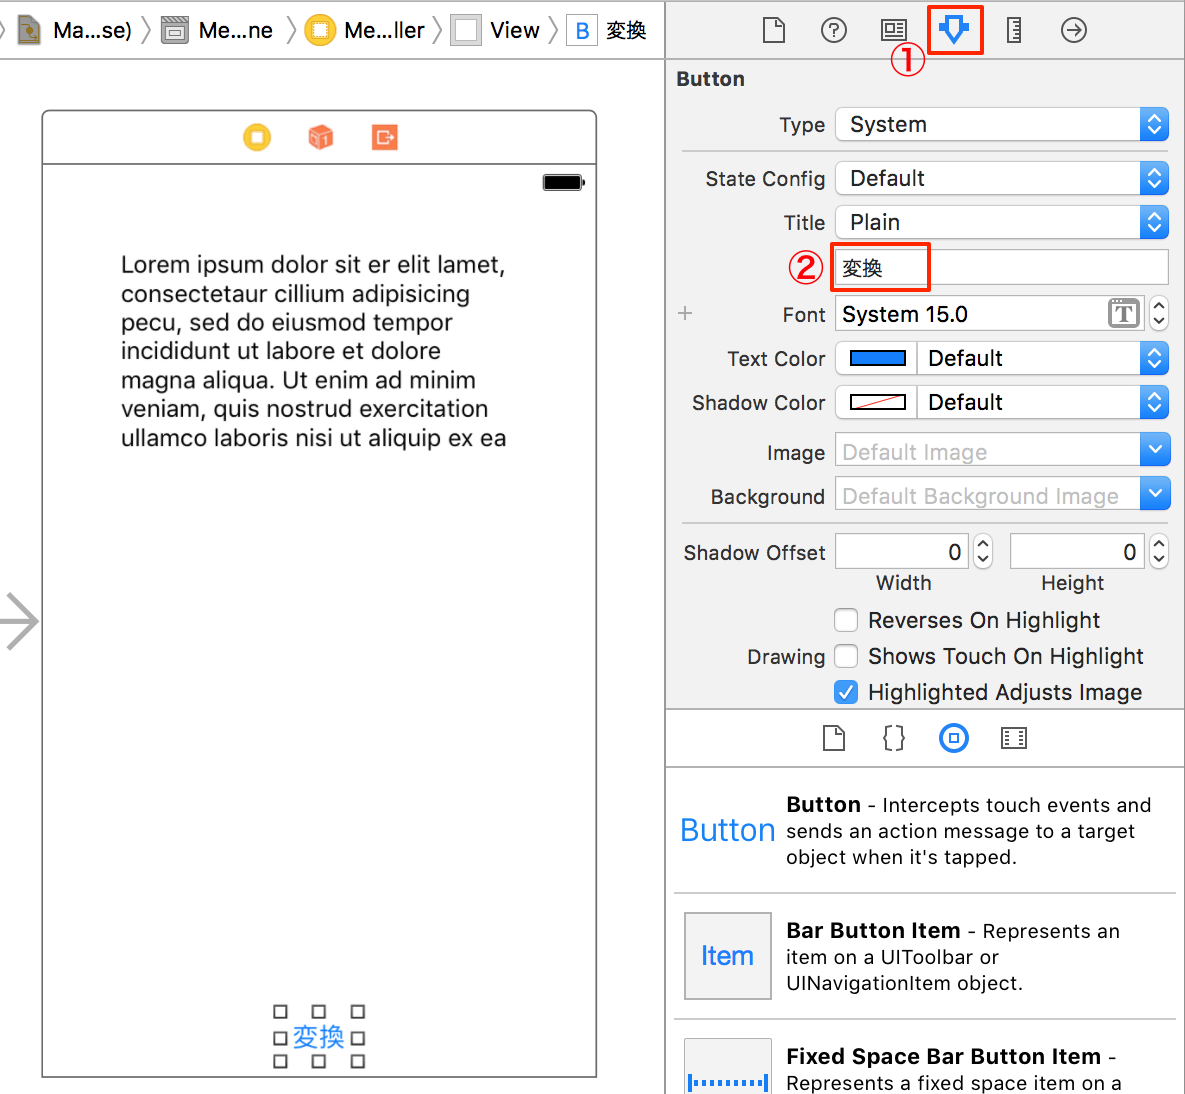 Ma...se) Me...ne Me...ller View B 変換
①
Button
Type System
State Config Default
Title Plain
② 変換
Font System 15.0 T
Text Color Default
Shadow Color Default
Image Default Image
Background Default Background Image
Shadow Offset 0 0
Width Height
Reverses On Highlight
Drawing Shows Touch On Highlight
Highlighted Adjusts Image
Lorem ipsum dolor sit er elit lamet,
consectetaur cillium adipisicing
pecu, sed do eiusmod tempor
incididunt ut labore et dolore
magna aliqua. Ut enim ad minim
veniam, quis nostrud exercitation
ullamco laboris nisi ut aliquip ex ea
変換
Button
Button - Intercepts touch events and
sends an action message to a target
object when it's tapped.
Item
Bar Button Item - Represents an
item on a UIToolbar or
UINavigationItem object.
Fixed Space Bar Button Item -
Represents a fixed space item on a